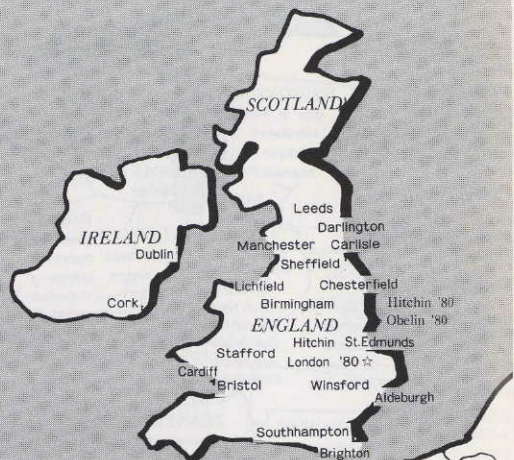 SCOTLAND
Leeds
Darlington
IRELAND
Manchester Carlisle
Dublin
Sheffield
Lichfield Chesterfield
Cork
Birmingham Hitchin '80
ENGLAND Obelin '80
Hitchin St.Edmunds
Stafford
London '80 ☆
Cardiff
Bristol Winsford
Aldeburgh
Southhampton
Brighton